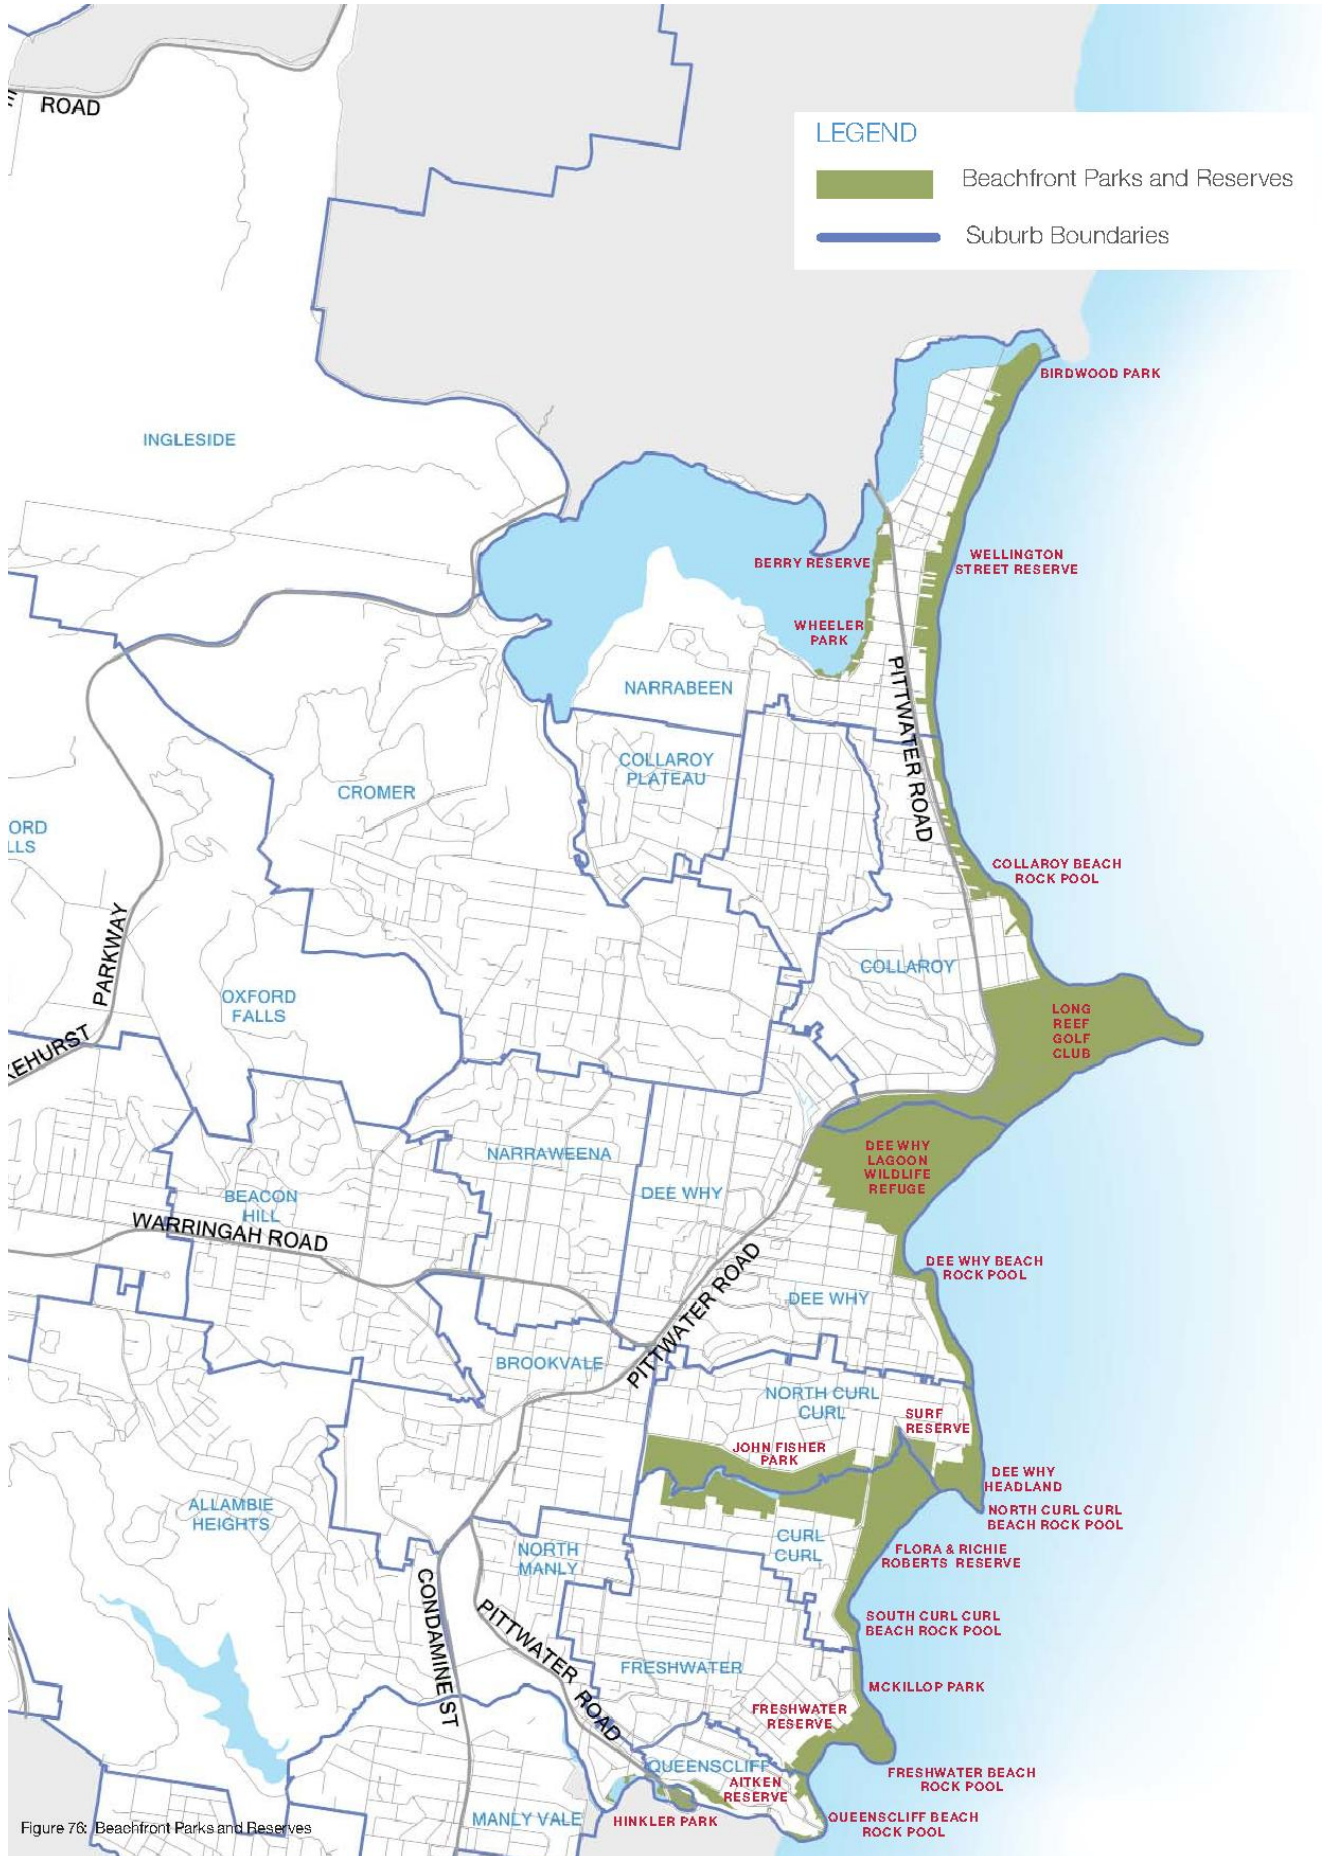 ROAD
LEGEND
Beachfront Parks and Reserves
Suburb Boundaries
BIRDWOOD PARK
INGLESIDE
BERRY RESERVE
WELLINGTON
STREET RESERVE
WHEELER
PARK
NARRABEEN
PITTWATER ROAD
COLLAROY
PLATEAU
CROMER
ORD
LLS
COLLAROY BEACH
ROCK POOL
PARKWAY
COLLAROY
OXFORD
FALLS
LONG
REEF
GOLF
CLUB
REHURST
DEE WHY
LAGOON
WILDLIFE
REFUGE
NARRAWEENA
DEE WHY
BEACON
HILL
WARRINGAH ROAD
DEE WHY BEACH
ROCK POOL
PITTWATER ROAD
DEE WHY
BROOKVALE
NORTH CURL
CURL
SURF
RESERVE
JOHN FISHER
PARK
DEE WHY
HEADLAND
ALLAMBIE
HEIGHTS
NORTH CURL CURL
BEACH ROCK POOL
CURL
CURL
NORTH
MANLY
FLORA & RICHIE
ROBERTS RESERVE
CONDAMINE ST
PITTWATER ROAD
SOUTH CURL CURL
BEACH ROCK POOL
FRESHWATER
MCKILLOP PARK
FRESHWATER
RESERVE
QUEENSCLIFF
AITKEN
RESERVE
FRESHWATER BEACH
ROCK POOL
MANLY VALE
HINKLER PARK
QUEENSCLIFF BEACH
ROCK POOL
Figure 76: Beachfront Parks and Reserves